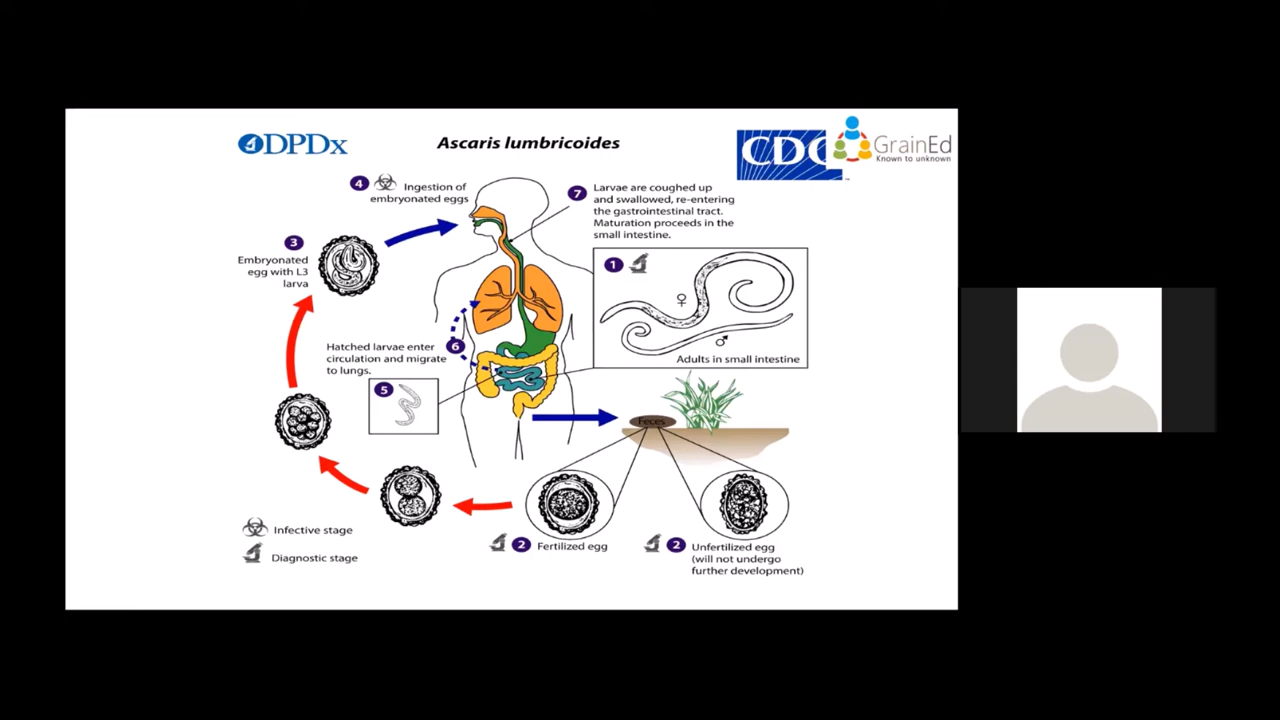 DPDx
Ascaris lumbricoides
CDC
GrainEd
Known to unknown
4
Ingestion of
embryonated eggs
7
Larvae are coughed up
and swallowed, re-entering
the gastrointestinal tract.
Maturation proceeds in the
small intestine.
3
Embryonated
egg with L3
larva
1
♀
♂
Adults in small intestine
Hatched larvae enter
circulation and migrate
to lungs.
6
5
Feces
Infective stage
Diagnostic stage
2
Fertilized egg
2
Unfertilized egg
(will not undergo
further development)